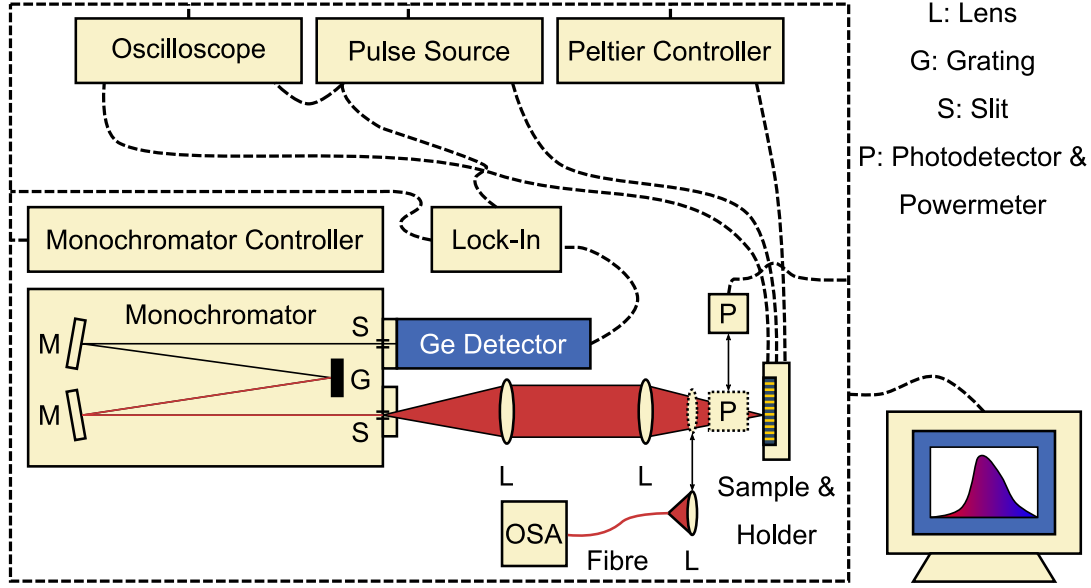 Oscilloscope
Pulse Source
Peltier Controller
L: Lens
G: Grating
S: Slit
P: Photodetector &
Powermeter
Monochromator Controller
Lock-In
Monochromator
M
S
Ge Detector
P
G
M
S
P
L
L
Sample &
Holder
OSA
Fibre
L